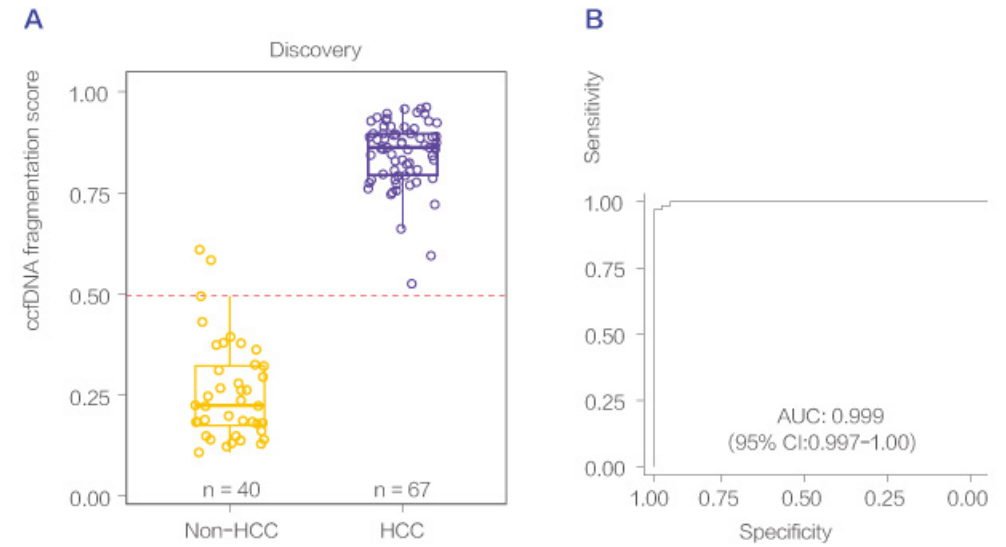 A
Discovery
ccfDNA fragmentation score
1.00
0.75
0.50
0.25
0.00
n = 40
n = 67
Non-HCC
HCC
B
Sensitivity
1.00
0.75
0.50
0.25
0.00
AUC: 0.999
(95% CI:0.997-1.00)
1.00
0.75
0.50
0.25
0.00
Specificity